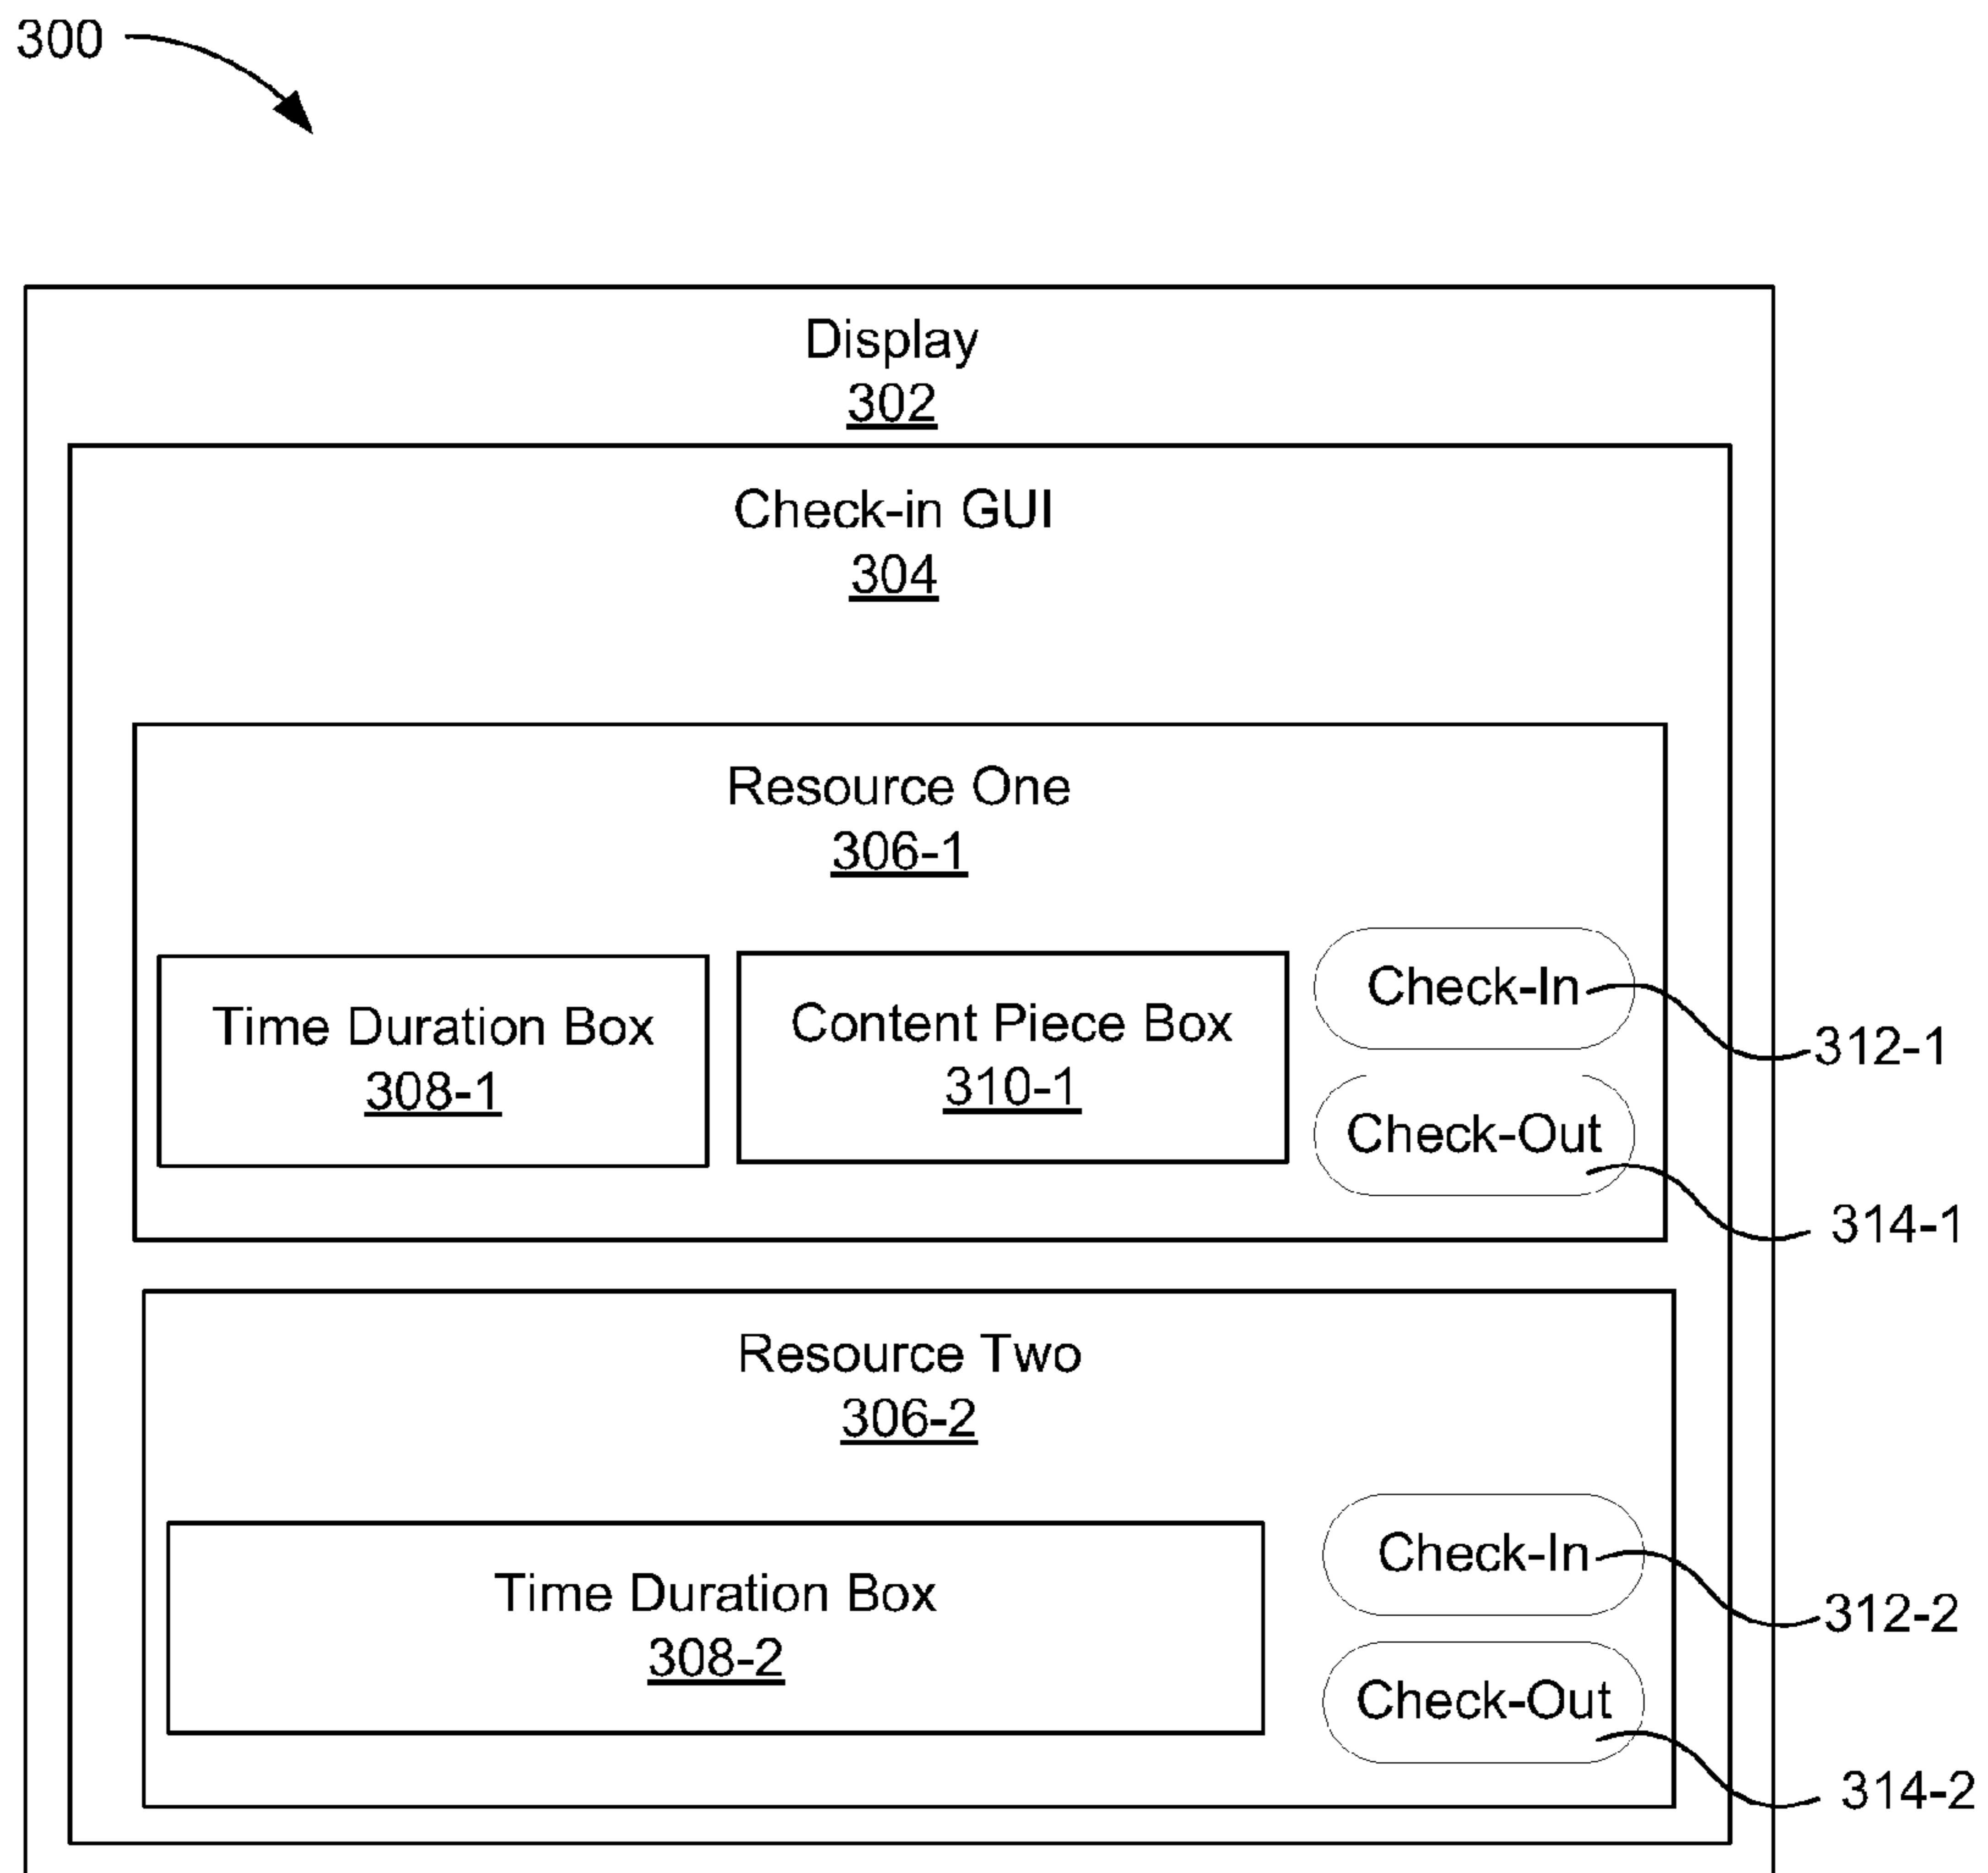 300
Display
302
Check-in GUI
304
Resource One
306-1
Time Duration Box
308-1
Content Piece Box
310-1
Check-In
312-1
Check-Out
314-1
Resource Two
306-2
Time Duration Box
308-2
Check-In
312-2
Check-Out
314-2